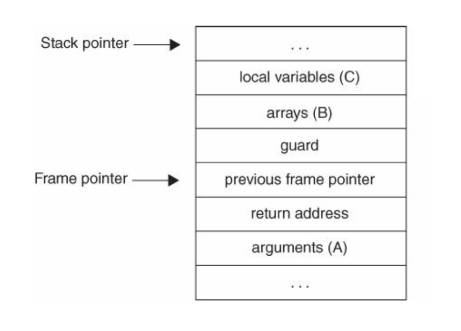 Stack pointer
. . .
local variables (C)
arrays (B)
guard
Frame pointer
previous frame pointer
return address
arguments (A)
. . .